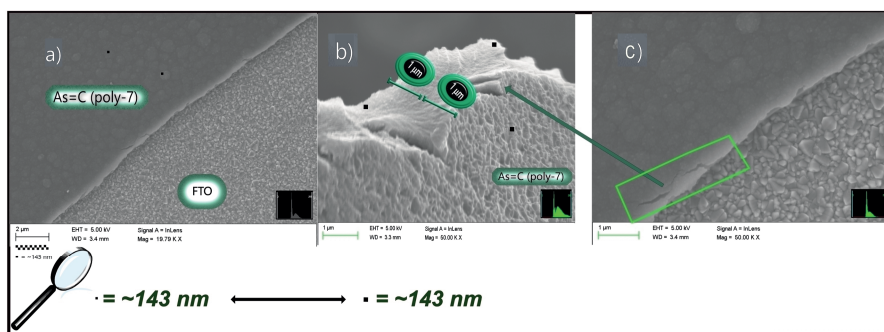 a)
As=C (poly-7)
FTO
2 µm
EHT = 5.00 kV
Signal A = InLens
WD = 3.4 mm
Mag = 19.79 K X
= ~143 nm
b)
1 µm
1 µm
As=C (poly-7)
1 µm
EHT = 5.00 kV
Signal A = InLens
WD = 3.3 mm
Mag = 50.00 K X
c)
1 µm
EHT = 5.00 kV
Signal A = InLens
WD = 3.4 mm
Mag = 50.00 K X
= ~143 nm
= ~143 nm